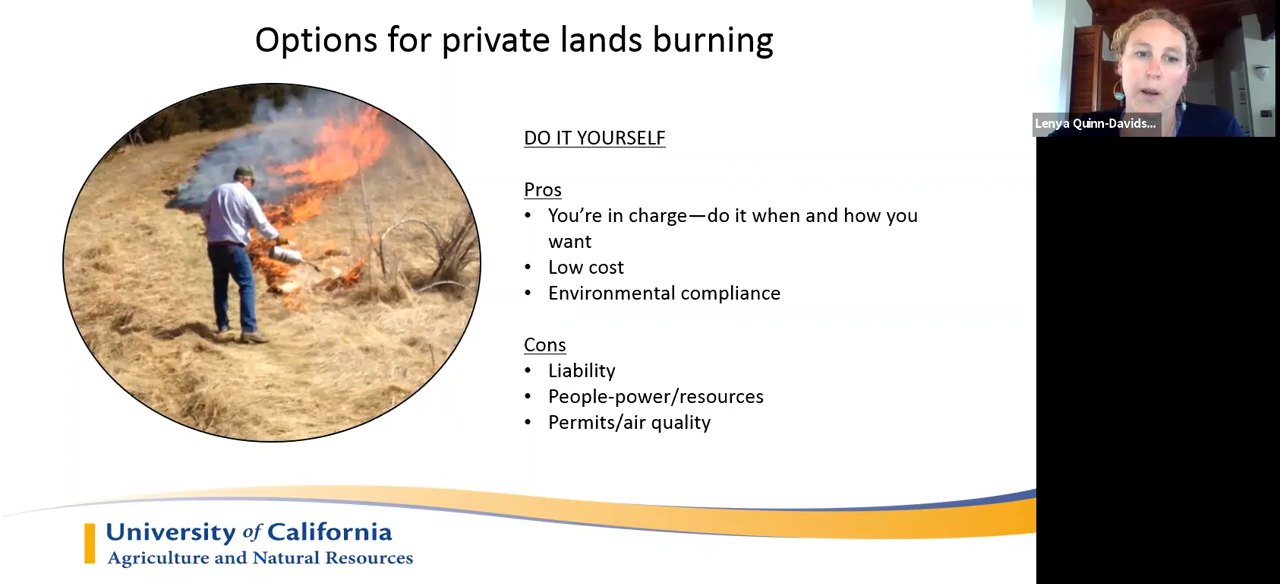 Options for private lands burning
Lenya Quinn-Davids...
DO IT YOURSELF
Pros
• You're in charge—do it when and how you
want
• Low cost
• Environmental compliance
Cons
• Liability
• People-power/resources
• Permits/air quality
University of California
Agriculture and Natural Resources